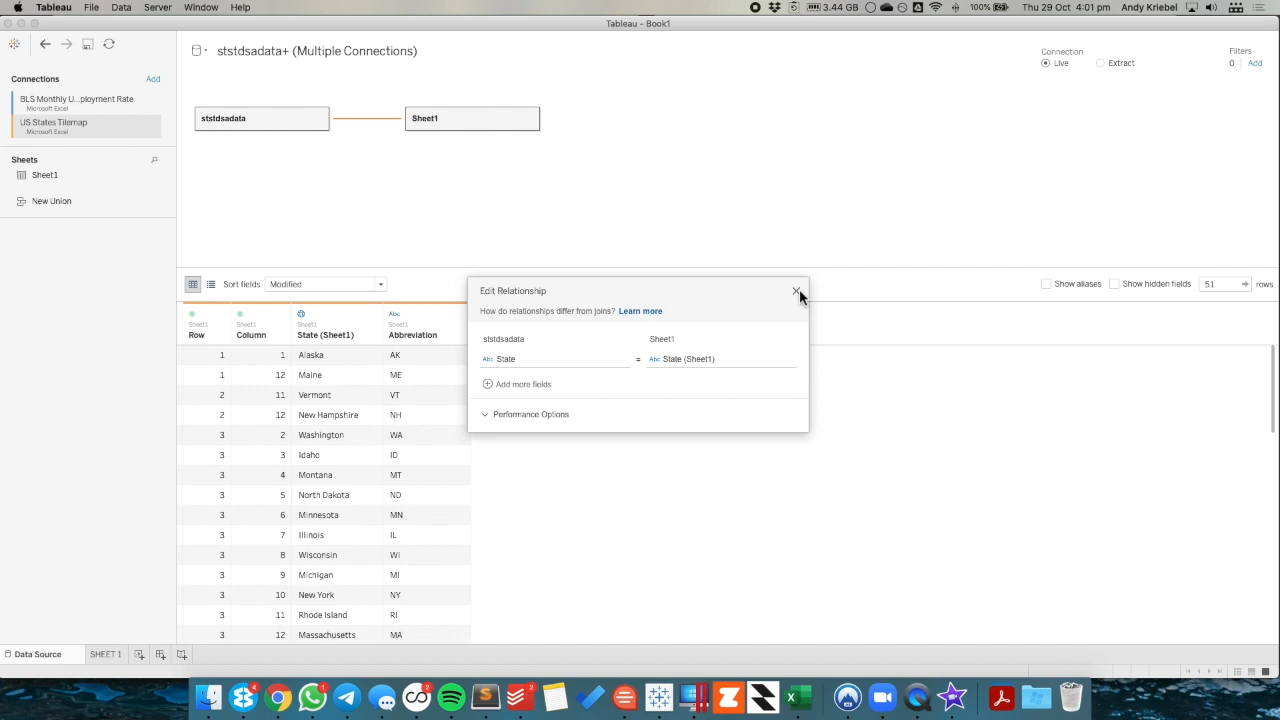 Tableau File Data Server Window Help 3.44 GB 100% Thu 29 Oct 4:01 pm Andy Kriebel
Tableau - Book1
ststdsadata+ (Multiple Connections)
Connection
Live Extract
Filters
0 Add
Connections Add
BLS Monthly U...ployment Rate
Microsoft Excel
US States Tilemap
Microsoft Excel
Sheets
Sheet1
New Union
ststdsadata Sheet1
Sort fields Modified
Show aliases Show hidden fields 51 rows
Edit Relationship
How do relationships differ from joins? Learn more
ststdsadata Sheet1
Abc State = Abc State (Sheet1)
Add more fields
Performance Options
Abc
Sheet1 Sheet1 Sheet1 Sheet1
Row Column State (Sheet1) Abbreviation
1 1 Alaska AK
1 12 Maine ME
2 11 Vermont VT
2 12 New Hampshire NH
3 2 Washington WA
3 3 Idaho ID
3 4 Montana MT
3 5 North Dakota ND
3 6 Minnesota MN
3 7 Illinois IL
3 8 Wisconsin WI
3 9 Michigan MI
3 10 New York NY
3 11 Rhode Island RI
3 12 Massachusetts MA
Data Source SHEET 1